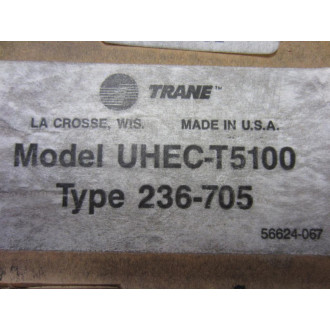 TRANE™
LA CROSSE, WIS. MADE IN U.S.A.
Model UHEC-T5100
Type 236-705
56624-067